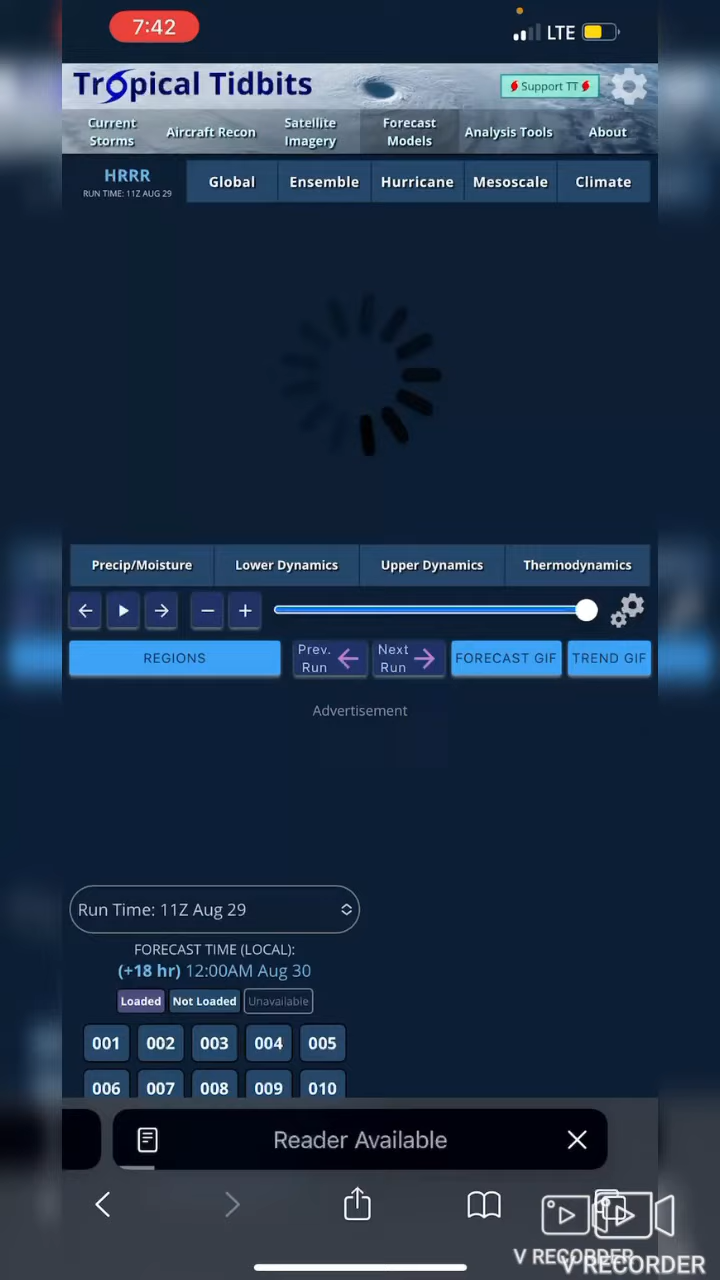 7:42
LTE
Tropical Tidbits
Support TT
Current Storms
Aircraft Recon
Satellite Imagery
Forecast Models
Analysis Tools
About
HRRR
RUN TIME: 11Z AUG 29
Global
Ensemble
Hurricane
Mesoscale
Climate
Precip/Moisture
Lower Dynamics
Upper Dynamics
Thermodynamics
REGIONS
Prev. Run
Next Run
FORECAST GIF
TREND GIF
Advertisement
Run Time: 11Z Aug 29
FORECAST TIME (LOCAL):
(+18 hr) 12:00AM Aug 30
Loaded
Not Loaded
Unavailable
001 002 003 004 005
006 007 008 009 010
Reader Available
V RECORDER
V RECORDER